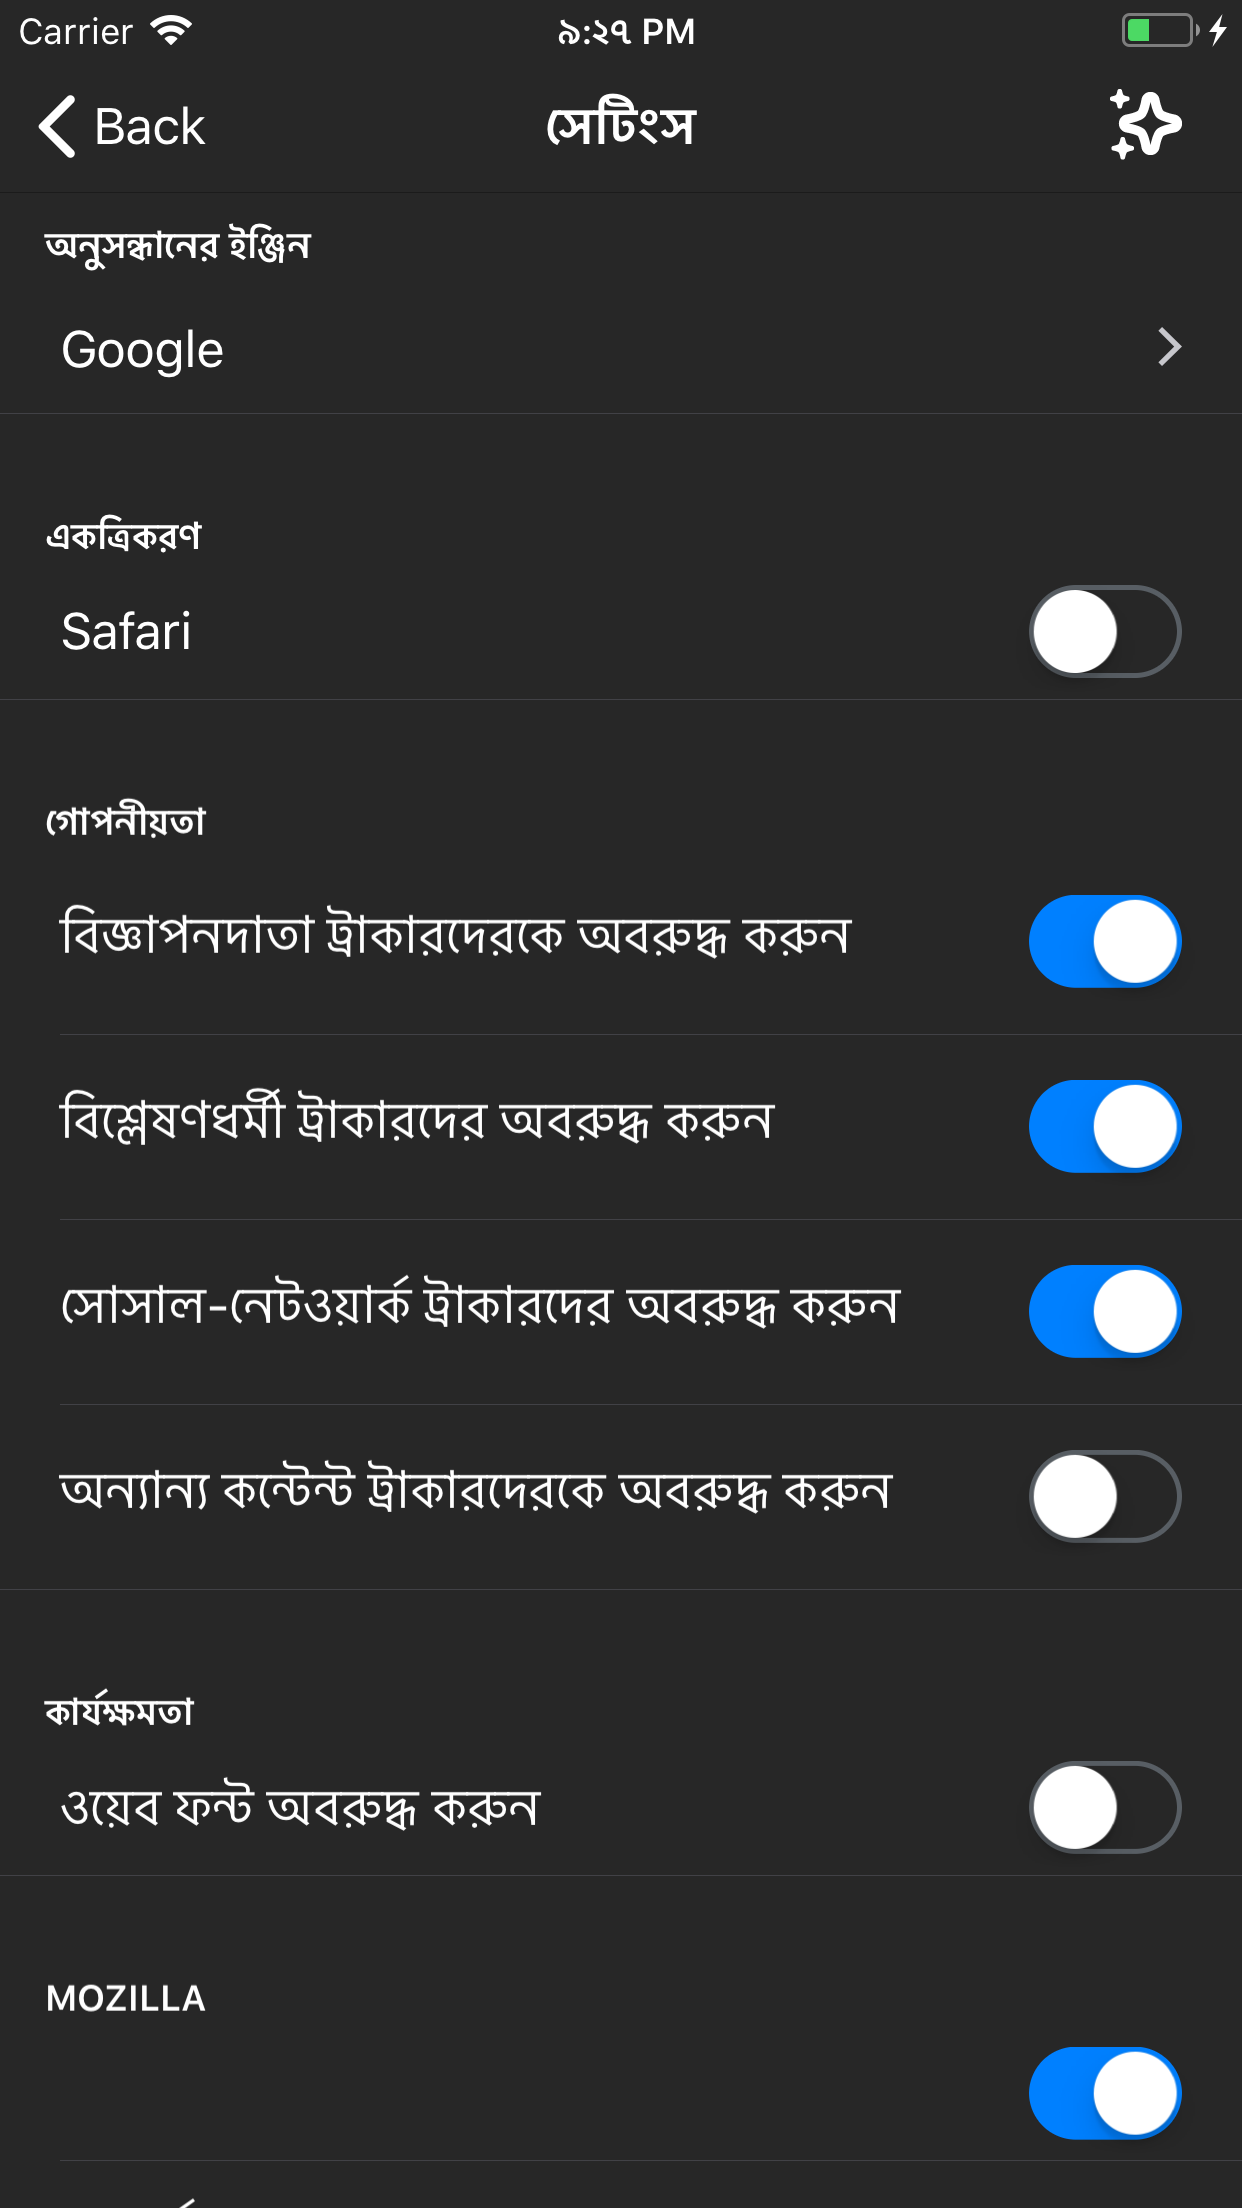 Carrier
৯:২৭ PM
Back
সেটিংস
অনুসন্ধানের ইঞ্জিন
Google
একত্রিকরণ
Safari
গোপনীয়তা
বিজ্ঞাপনদাতা ট্রাকারদেরকে অবরুদ্ধ করুন
বিশ্লেষণধর্মী ট্রাকারদের অবরুদ্ধ করুন
সোসাল-নেটওয়ার্ক ট্রাকারদের অবরুদ্ধ করুন
অন্যান্য কন্টেন্ট ট্রাকারদেরকে অবরুদ্ধ করুন
কার্যক্ষমতা
ওয়েব ফন্ট অবরুদ্ধ করুন
MOZILLA